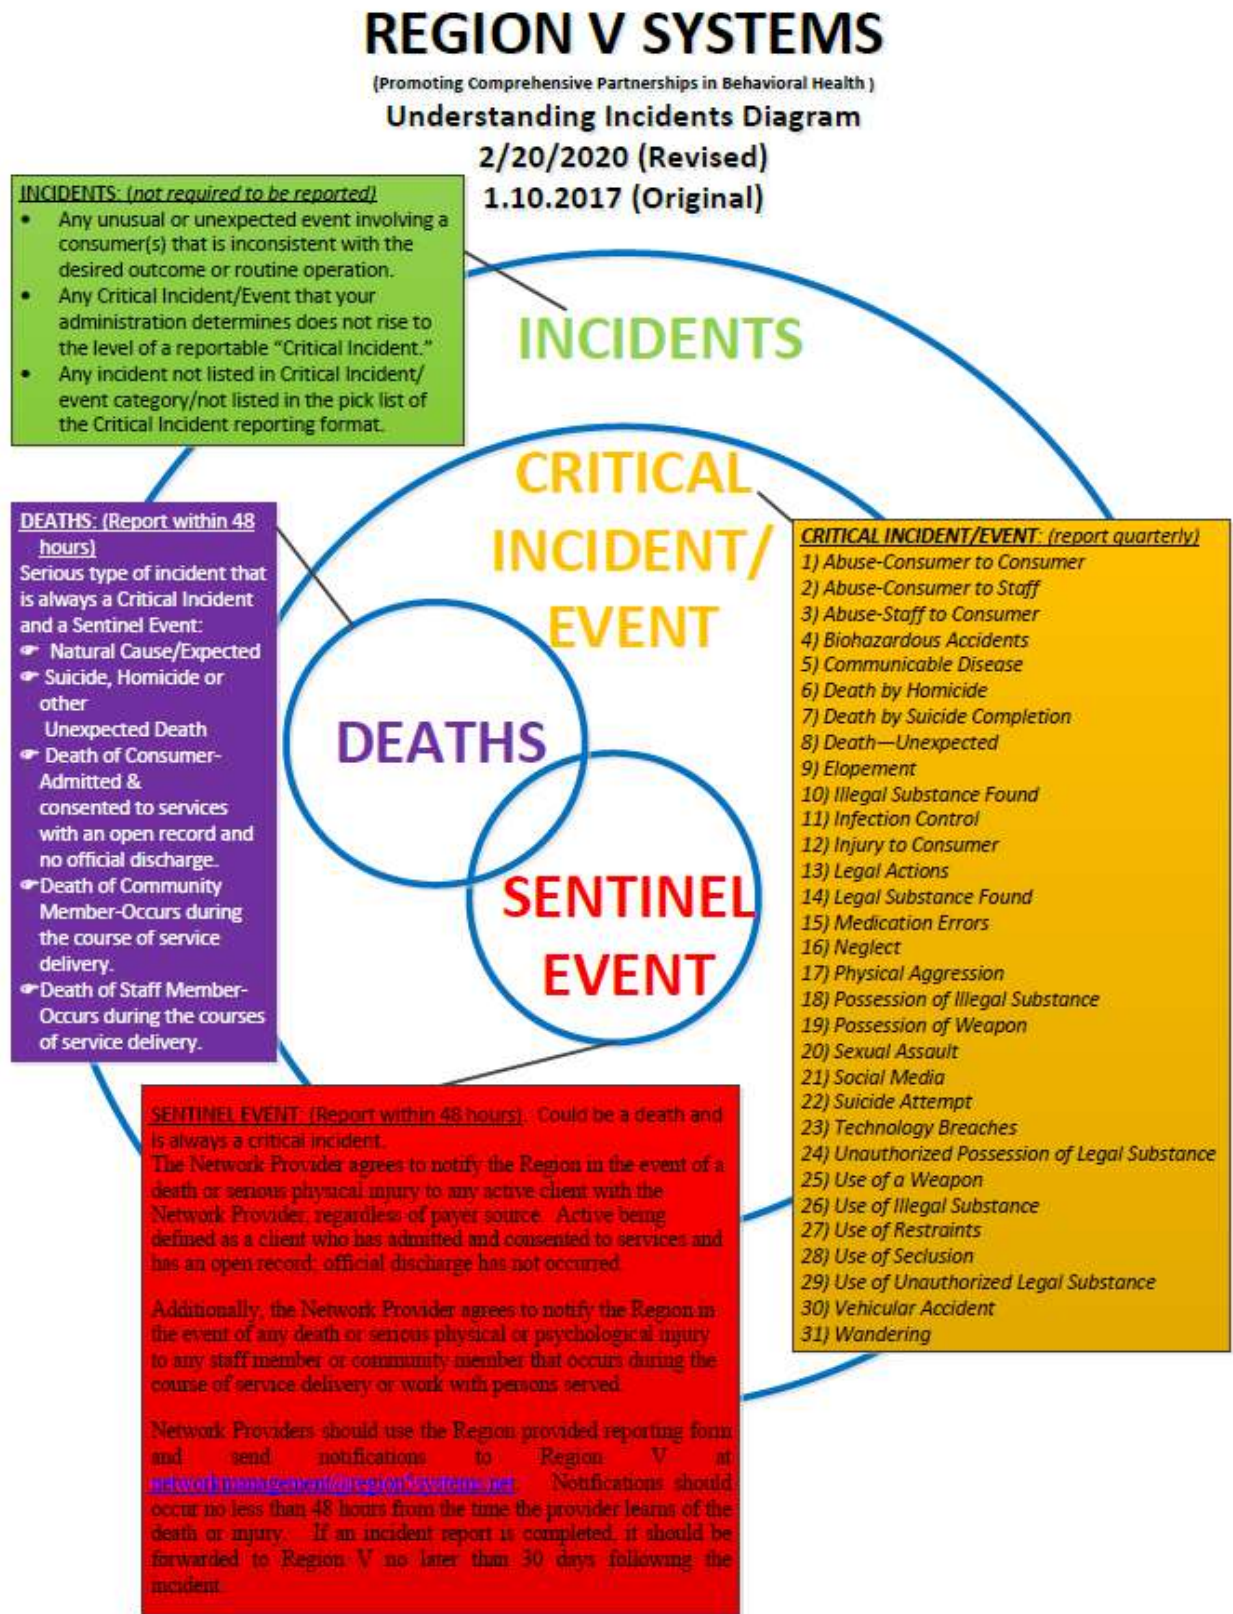 REGION V SYSTEMS
(Promoting Comprehensive Partnerships in Behavioral Health )
Understanding Incidents Diagram
2/20/2020 (Revised)
1.10.2017 (Original)
INCIDENTS: (not required to be reported)
• Any unusual or unexpected event involving a
consumer(s) that is inconsistent with the
desired outcome or routine operation.
• Any Critical Incident/Event that your
administration determines does not rise to
the level of a reportable “Critical Incident.”
• Any incident not listed in Critical Incident/
event category/not listed in the pick list of
the Critical Incident reporting format.
INCIDENTS
CRITICAL
INCIDENT/
EVENT
DEATHS: (Report within 48
hours)
Serious type of incident that
is always a Critical Incident
and a Sentinel Event:
☛ Natural Cause/Expected
☛ Suicide, Homicide or
other
Unexpected Death
☛ Death of Consumer-
Admitted &
consented to services
with an open record and
no official discharge.
☛Death of Community
Member-Occurs during
the course of service
delivery.
☛Death of Staff Member-
Occurs during the courses
of service delivery.
DEATHS
SENTINEL
EVENT
CRITICAL INCIDENT/EVENT: (report quarterly)
1) Abuse-Consumer to Consumer
2) Abuse-Consumer to Staff
3) Abuse-Staff to Consumer
4) Biohazardous Accidents
5) Communicable Disease
6) Death by Homicide
7) Death by Suicide Completion
8) Death—Unexpected
9) Elopement
10) Illegal Substance Found
11) Infection Control
12) Injury to Consumer
13) Legal Actions
14) Legal Substance Found
15) Medication Errors
16) Neglect
17) Physical Aggression
18) Possession of Illegal Substance
19) Possession of Weapon
20) Sexual Assault
21) Social Media
22) Suicide Attempt
23) Technology Breaches
24) Unauthorized Possession of Legal Substance
25) Use of a Weapon
26) Use of Illegal Substance
27) Use of Restraints
28) Use of Seclusion
29) Use of Unauthorized Legal Substance
30) Vehicular Accident
31) Wandering
SENTINEL EVENT: (Report within 48 hours). Could be a death and
is always a critical incident.
The Network Provider agrees to notify the Region in the event of a
death or serious physical injury to any active client with the
Network Provider, regardless of payer source. Active being
defined as a client who has admitted and consented to services and
has an open record; official discharge has not occurred.
Additionally, the Network Provider agrees to notify the Region in
the event of any death or serious physical or psychological injury
to any staff member or community member that occurs during the
course of service delivery or work with persons served.
Network Providers should use the Region provided reporting form
and send notifications to Region V at
networkmanagement@region5systems.net. Notifications should
occur no less than 48 hours from the time the provider learns of the
death or injury. If an incident report is completed, it should be
forwarded to Region V no later than 30 days following the
incident.